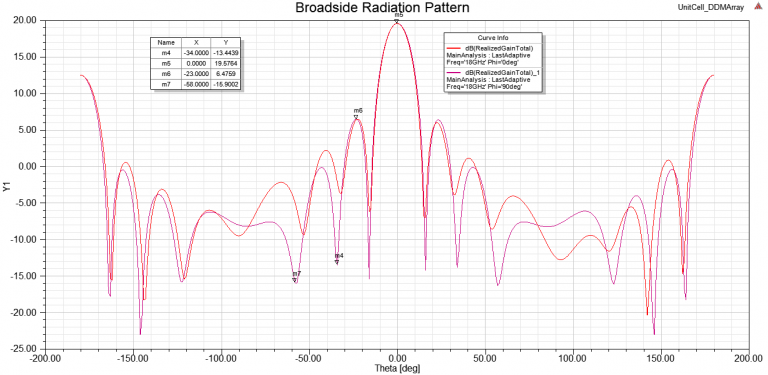 Broadside Radiation Pattern
UnitCell_DDMArray
Name X Y
m4 -34.0000 -13.4439
m5 0.0000 19.5764
m6 -23.0000 6.4759
m7 -58.0000 -15.9002
Curve Info
dB(RealizedGainTotal)
MainAnalysis : LastAdaptive
Freq='18GHz' Phi='0deg'
dB(RealizedGainTotal)_1
MainAnalysis : LastAdaptive
Freq='18GHz' Phi='90deg'
m5
m6
m4
m7
Y1
20.00
15.00
10.00
5.00
0.00
-5.00
-10.00
-15.00
-20.00
-25.00
-200.00 -150.00 -100.00 -50.00 0.00 50.00 100.00 150.00 200.00
Theta [deg]